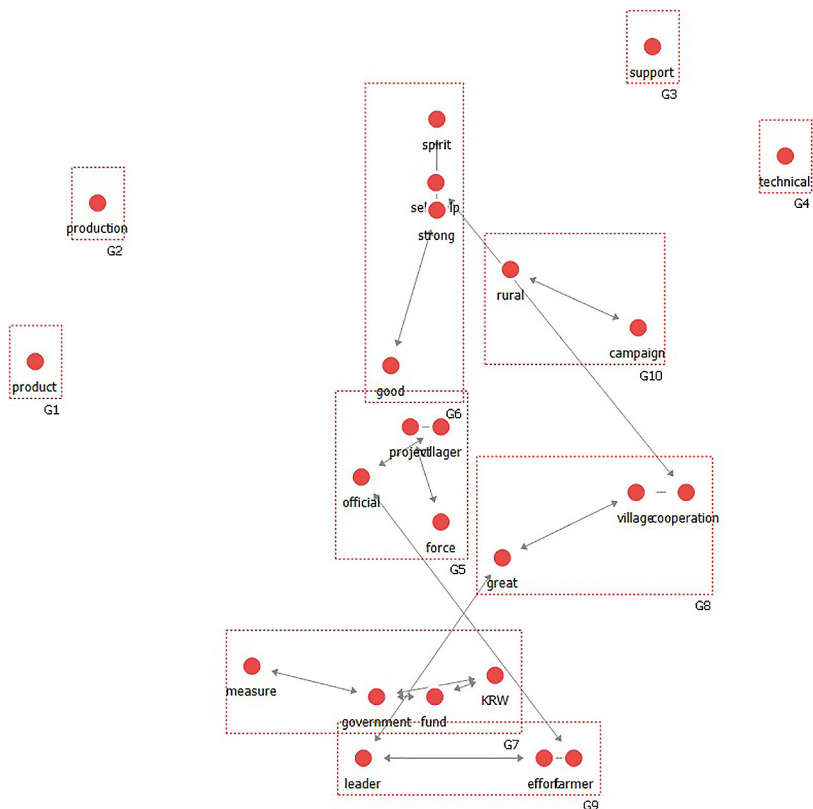 support
G3
spirit
technical
G4
strong
production
G2
rural
campaign
G10
product
G1
good
G6
official
force
G5
village
cooperation
great
G8
measure
government
fund
KRW
G7
leader
effort
farmer
G9